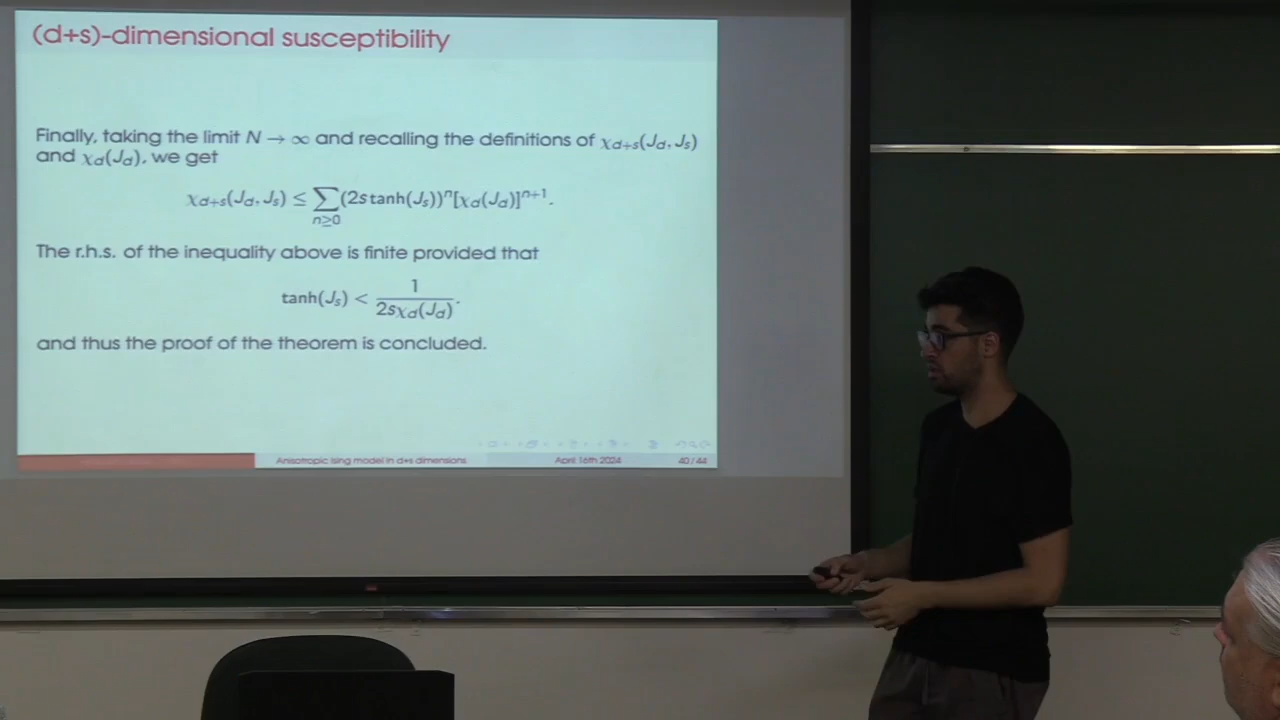 (d+s)-dimensional susceptibility
Finally, taking the limit N → ∞ and recalling the definitions of χ_{d+s}(J_d, J_s)
and χ_d(J_d), we get
χ_{d+s}(J_d, J_s) ≤ ∑_{n≥0} (2s tanh(J_s))^n [χ_d(J_d)]^{n+1}.
The r.h.s. of the inequality above is finite provided that
tanh(J_s) < 1 / 2sχ_d(J_d).
and thus the proof of the theorem is concluded.
Anisotropic Ising model in d+s dimensions April 16th 2024 40 / 44